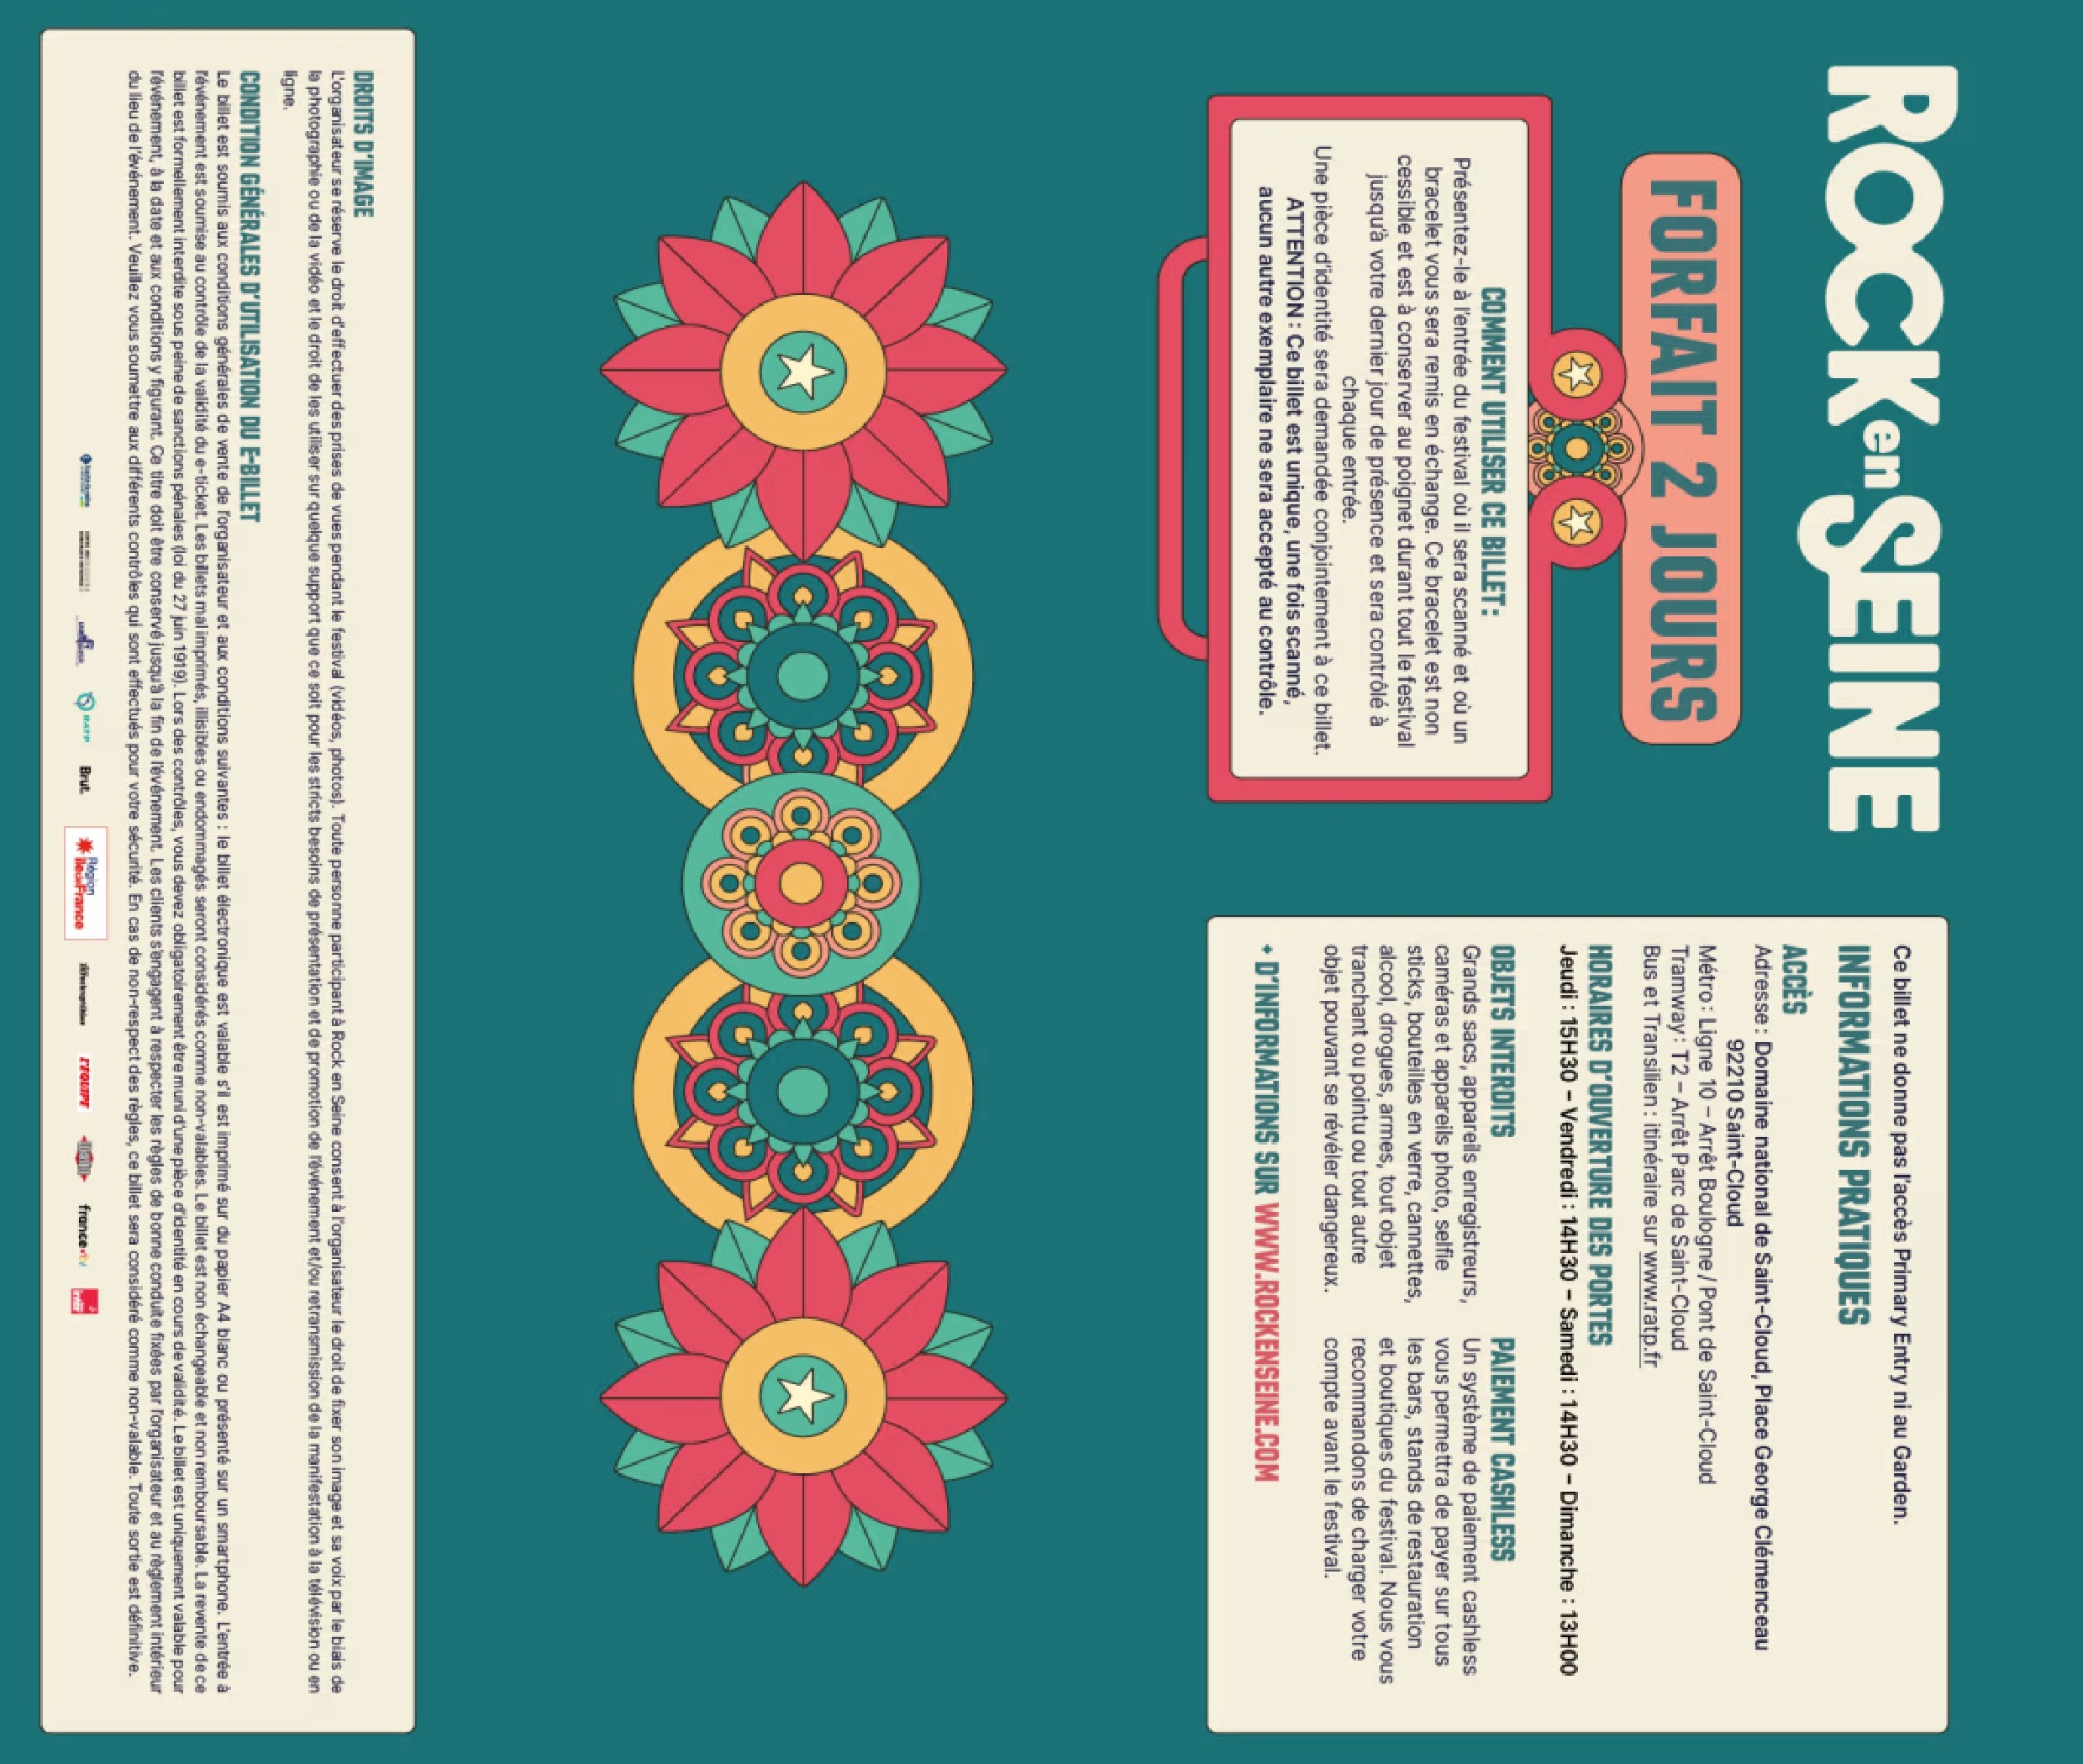 ROCK en SEINE
FORFAIT 2 JOURS
COMMENT UTILISER CE BILLET :
Présentez-le à l'entrée du festival où il sera scanné et où un
bracelet vous sera remis en échange. Ce bracelet est non
cessible et est à conserver au poignet durant tout le festival
jusqu'à votre dernier jour de présence et sera contrôlé à
chaque entrée.
Une pièce d'identité sera demandée conjointement à ce billet.
ATTENTION : Ce billet est unique, une fois scanné,
aucun autre exemplaire ne sera accepté au contrôle.
Ce billet ne donne pas l'accès Primary Entry ni au Garden.
INFORMATIONS PRATIQUES
ACCÈS
Adresse : Domaine national de Saint-Cloud, Place George Clémenceau
92210 Saint-Cloud
Métro : Ligne 10 – Arrêt Boulogne / Pont de Saint-Cloud
Tramway : T2 – Arrêt Parc de Saint-Cloud
Bus et Transilien : itinéraire sur www.ratp.fr
HORAIRES D'OUVERTURE DES PORTES
Jeudi : 15H30 – Vendredi : 14H30 – Samedi : 14H30 – Dimanche : 13H00
OBJETS INTERDITS
Grands sacs, appareils enregistreurs,
caméras et appareils photo, selfie
sticks, bouteilles en verre, cannettes,
alcool, drogues, armes, tout objet
tranchant ou pointu ou tout autre
objet pouvant se révéler dangereux.
PAIEMENT CASHLESS
Un système de paiement cashless
vous permettra de payer sur tous
les bars, stands de restauration
et boutiques du festival. Nous vous
recommandons de charger votre
compte avant le festival.
+ D'INFORMATIONS SUR WWW.ROCKENSEINE.COM
DROITS D'IMAGE
L'organisateur se réserve le droit d'effectuer des prises de vues pendant le festival (vidéos, photos). Toute personne participant à Rock en Seine consent à l'organisateur le droit de fixer son image et sa voix par le biais de
la photographie ou de la vidéo et le droit de les utiliser sur quelque support que ce soit pour les stricts besoins de présentation et de promotion de l'événement et/ou retransmission de la manifestation à la télévision ou en
ligne.
CONDITION GÉNÉRALES D'UTILISATION DU E-BILLET
Le billet est soumis aux conditions générales de vente de l'organisateur et aux conditions suivantes : le billet électronique est valable s'il est imprimé sur du papier A4 blanc ou présenté sur un smartphone. L'entrée à
l'événement est soumise au contrôle de la validité du e-ticket. Les billets mal imprimés, illisibles ou endommagés seront considérés comme non-valables. Le billet est non échangeable et non remboursable. La revente de ce
billet est formellement interdite sous peine de sanctions pénales (loi du 27 juin 1919). Lors des contrôles, vous devez obligatoirement être muni d'une pièce d'identité en cours de validité. Le billet est uniquement valable pour
l'événement, à la date et aux conditions y figurant. Ce titre doit être conservé jusqu'à la fin de l'événement. Les clients s'engagent à respecter les règles de bonne conduite fixées par l'organisateur et au règlement intérieur
du lieu de l'événement. Veuillez vous soumettre aux différents contrôles qui sont effectués pour votre sécurité. En cas de non-respect des règles, ce billet sera considéré comme non-valable. Toute sortie est définitive.
RATP
Brut.
Région
île de France
L'ÉQUIPE
france•tv
inter